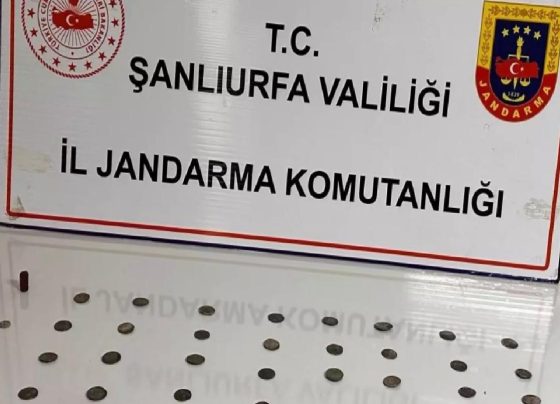 T.C.
ŞANLIURFA VALİLİĞİ
İL JANDARMA KOMUTANLIĞI
JANDARMA